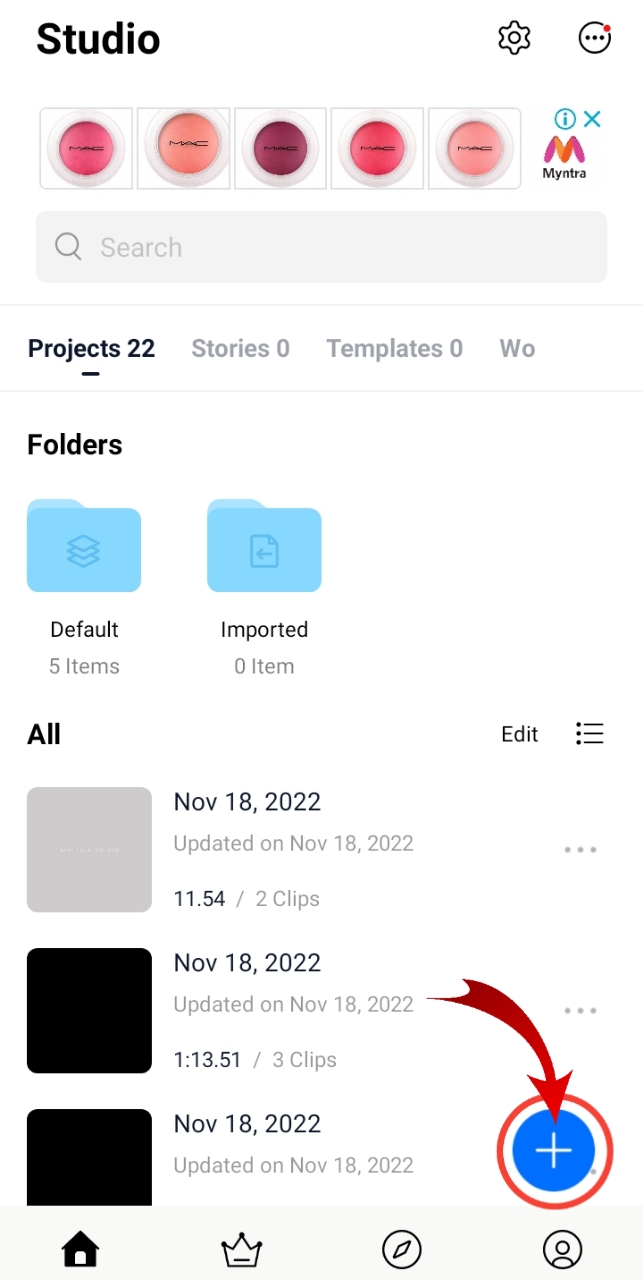 Studio
MAC MAC MAC MAC MAC
Myntra
Search
Projects 22 Stories 0 Templates 0 Wo
Folders
Default Imported
5 Items 0 Item
All Edit
Nov 18, 2022
Updated on Nov 18, 2022
11.54 / 2 Clips
Nov 18, 2022
Updated on Nov 18, 2022
1:13.51 / 3 Clips
Nov 18, 2022
Updated on Nov 18, 2022